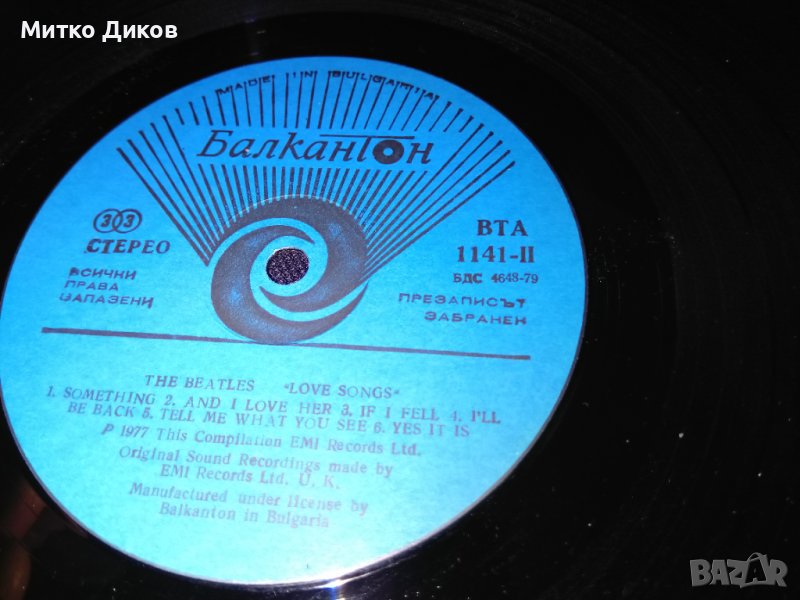 Митко Диков
MADE IN BULGARIA
Балкантон
33
СТЕРЕО
ВСИЧКИ
ПРАВА
ЗАПАЗЕНИ
ВТА
1141-II
БДС 4648-79
ПРЕЗАПИСЪТ
ЗАБРАНЕН
THE BEATLES "LOVE SONGS"
1. SOMETHING 2. AND I LOVE HER 3. IF I FELL 4. I'LL
BE BACK 5. TELL ME WHAT YOU SEE 6. YES IT IS
P 1977 This Compilation EMI Records Ltd.
Original Sound Recordings made by
EMI Records Ltd. U. K.
Manufactured under license by
Balkanton in Bulgaria
BAZAR